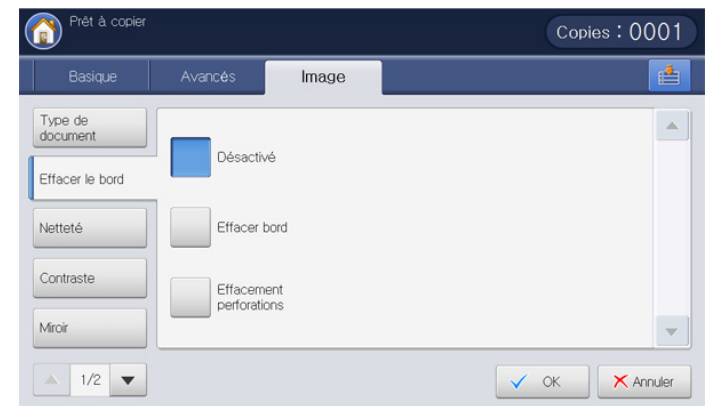 Prêt à copier
Copies : 0001
Basique
Avancés
Image
Type de
document
Effacer le bord
Netteté
Contraste
Miroir
1/2
Désactivé
Effacer bord
Effacement
perforations
OK
Annuler